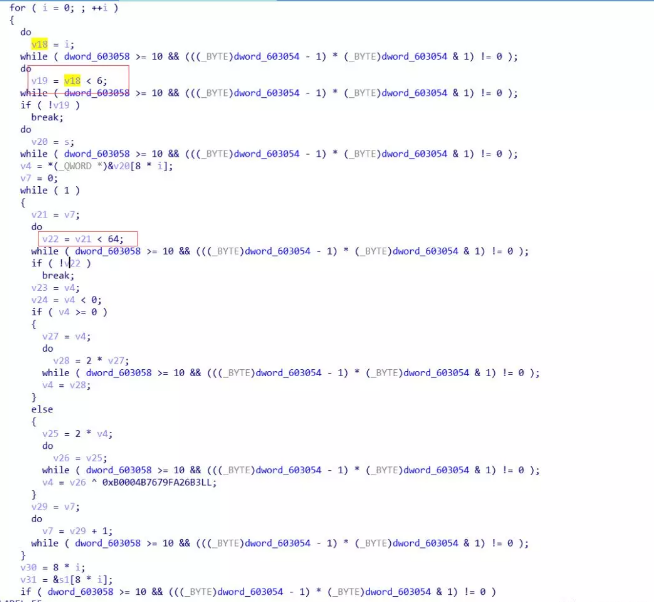 for ( i = 0; ; ++i )
{
do
v18 = i;
while ( dword_603058 >= 10 && (((_BYTE)dword_603054 - 1) * (_BYTE)dword_603054 & 1) != 0 );
do
v19 = v18 < 6;
while ( dword_603058 >= 10 && (((_BYTE)dword_603054 - 1) * (_BYTE)dword_603054 & 1) != 0 );
if ( !v19 )
break;
do
v20 = s;
while ( dword_603058 >= 10 && (((_BYTE)dword_603054 - 1) * (_BYTE)dword_603054 & 1) != 0 );
v4 = *(_QWORD *)&v20[8 * i];
v7 = 0;
while ( 1 )
{
v21 = v7;
do
v22 = v21 < 64;
while ( dword_603058 >= 10 && (((_BYTE)dword_603054 - 1) * (_BYTE)dword_603054 & 1) != 0 );
if ( !v22 )
break;
v23 = v4;
v24 = v4 < 0;
if ( v4 >= 0 )
{
v27 = v4;
do
v28 = 2 * v27;
while ( dword_603058 >= 10 && (((_BYTE)dword_603054 - 1) * (_BYTE)dword_603054 & 1) != 0 );
v4 = v28;
}
else
{
v25 = 2 * v4;
do
v26 = v25;
while ( dword_603058 >= 10 && (((_BYTE)dword_603054 - 1) * (_BYTE)dword_603054 & 1) != 0 );
v4 = v26 ^ 0xB0004B7679FA26B3LL;
}
v29 = v7;
do
v7 = v29 + 1;
while ( dword_603058 >= 10 && (((_BYTE)dword_603054 - 1) * (_BYTE)dword_603054 & 1) != 0 );
}
v30 = 8 * i;
v31 = &s1[8 * i];
if ( dword_603058 >= 10 && (((_BYTE)dword_603054 - 1) * (_BYTE)dword_603054 & 1) != 0 )